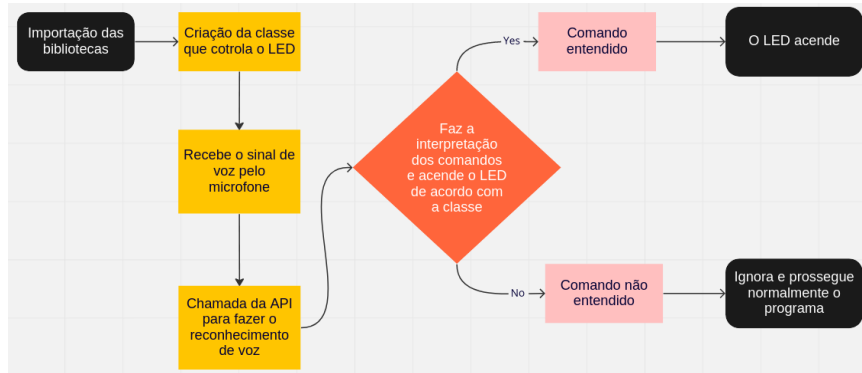 Importação das
bibliotecas
Criação da classe
que cotrola o LED
Recebe o sinal de
voz pelo
microfone
Chamada da API
para fazer o
reconhecimento
de voz
Faz a
interpretação
dos comandos
e acende o LED
de acordo com
a classe
Yes
Comando
entendido
O LED acende
No
Comando não
entendido
Ignora e prossegue
normalmente o
programa